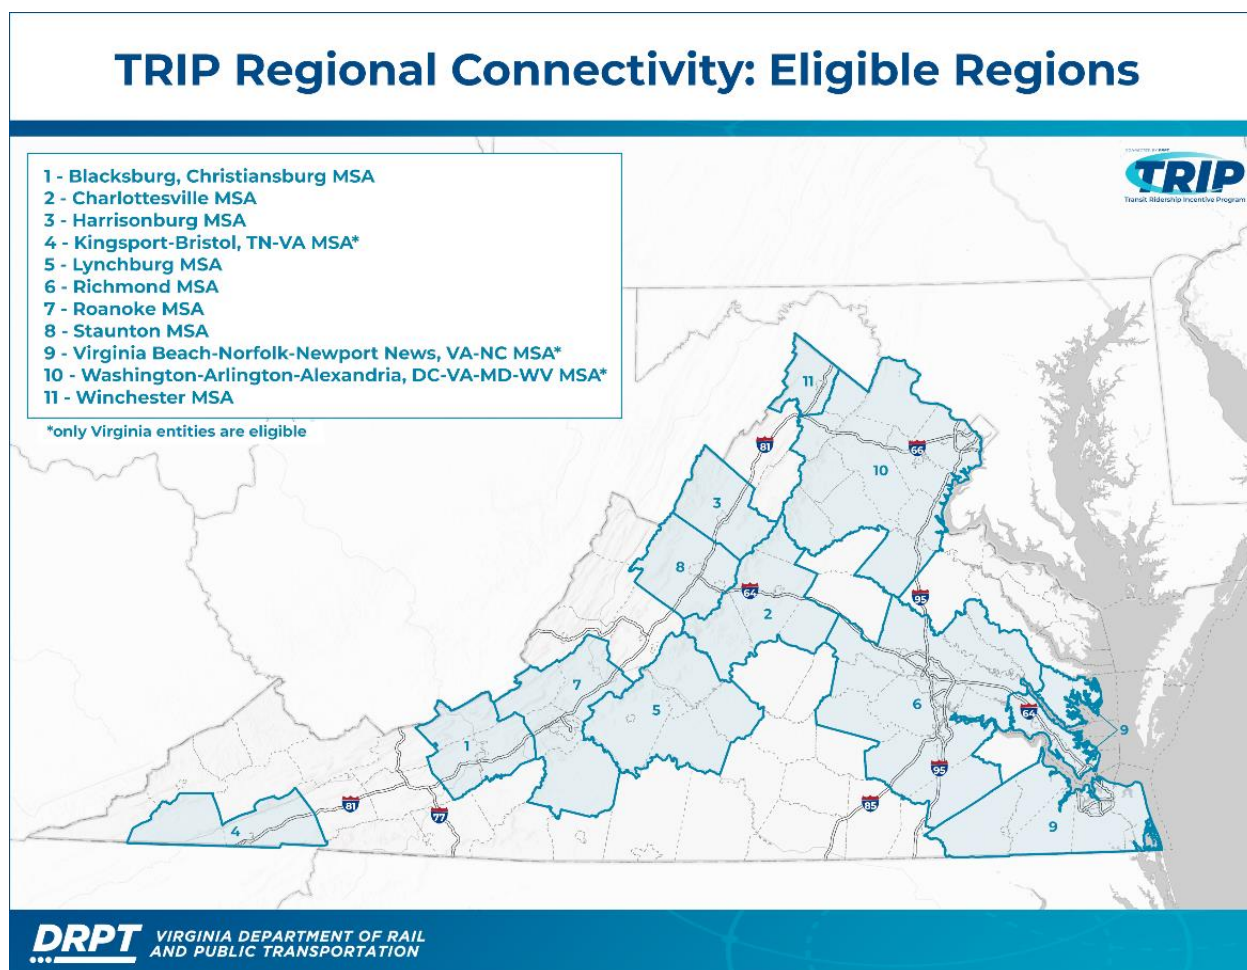 TRIP Regional Connectivity: Eligible Regions
1 - Blacksburg, Christiansburg MSA
2 - Charlottesville MSA
3 - Harrisonburg MSA
4 - Kingsport-Bristol, TN-VA MSA*
5 - Lynchburg MSA
6 - Richmond MSA
7 - Roanoke MSA
8 - Staunton MSA
9 - Virginia Beach-Norfolk-Newport News, VA-NC MSA*
10 - Washington-Arlington-Alexandria, DC-VA-MD-WV MSA*
11 - Winchester MSA
*only Virginia entities are eligible
CONNECTED BY DRPT
TRIP
Transit Ridership Incentive Program
11
81
66
10
3
8
64
95
2
7
5
6
64
9
1
95
81
77
85
4
9
DRPT
VIRGINIA DEPARTMENT OF RAIL
AND PUBLIC TRANSPORTATION